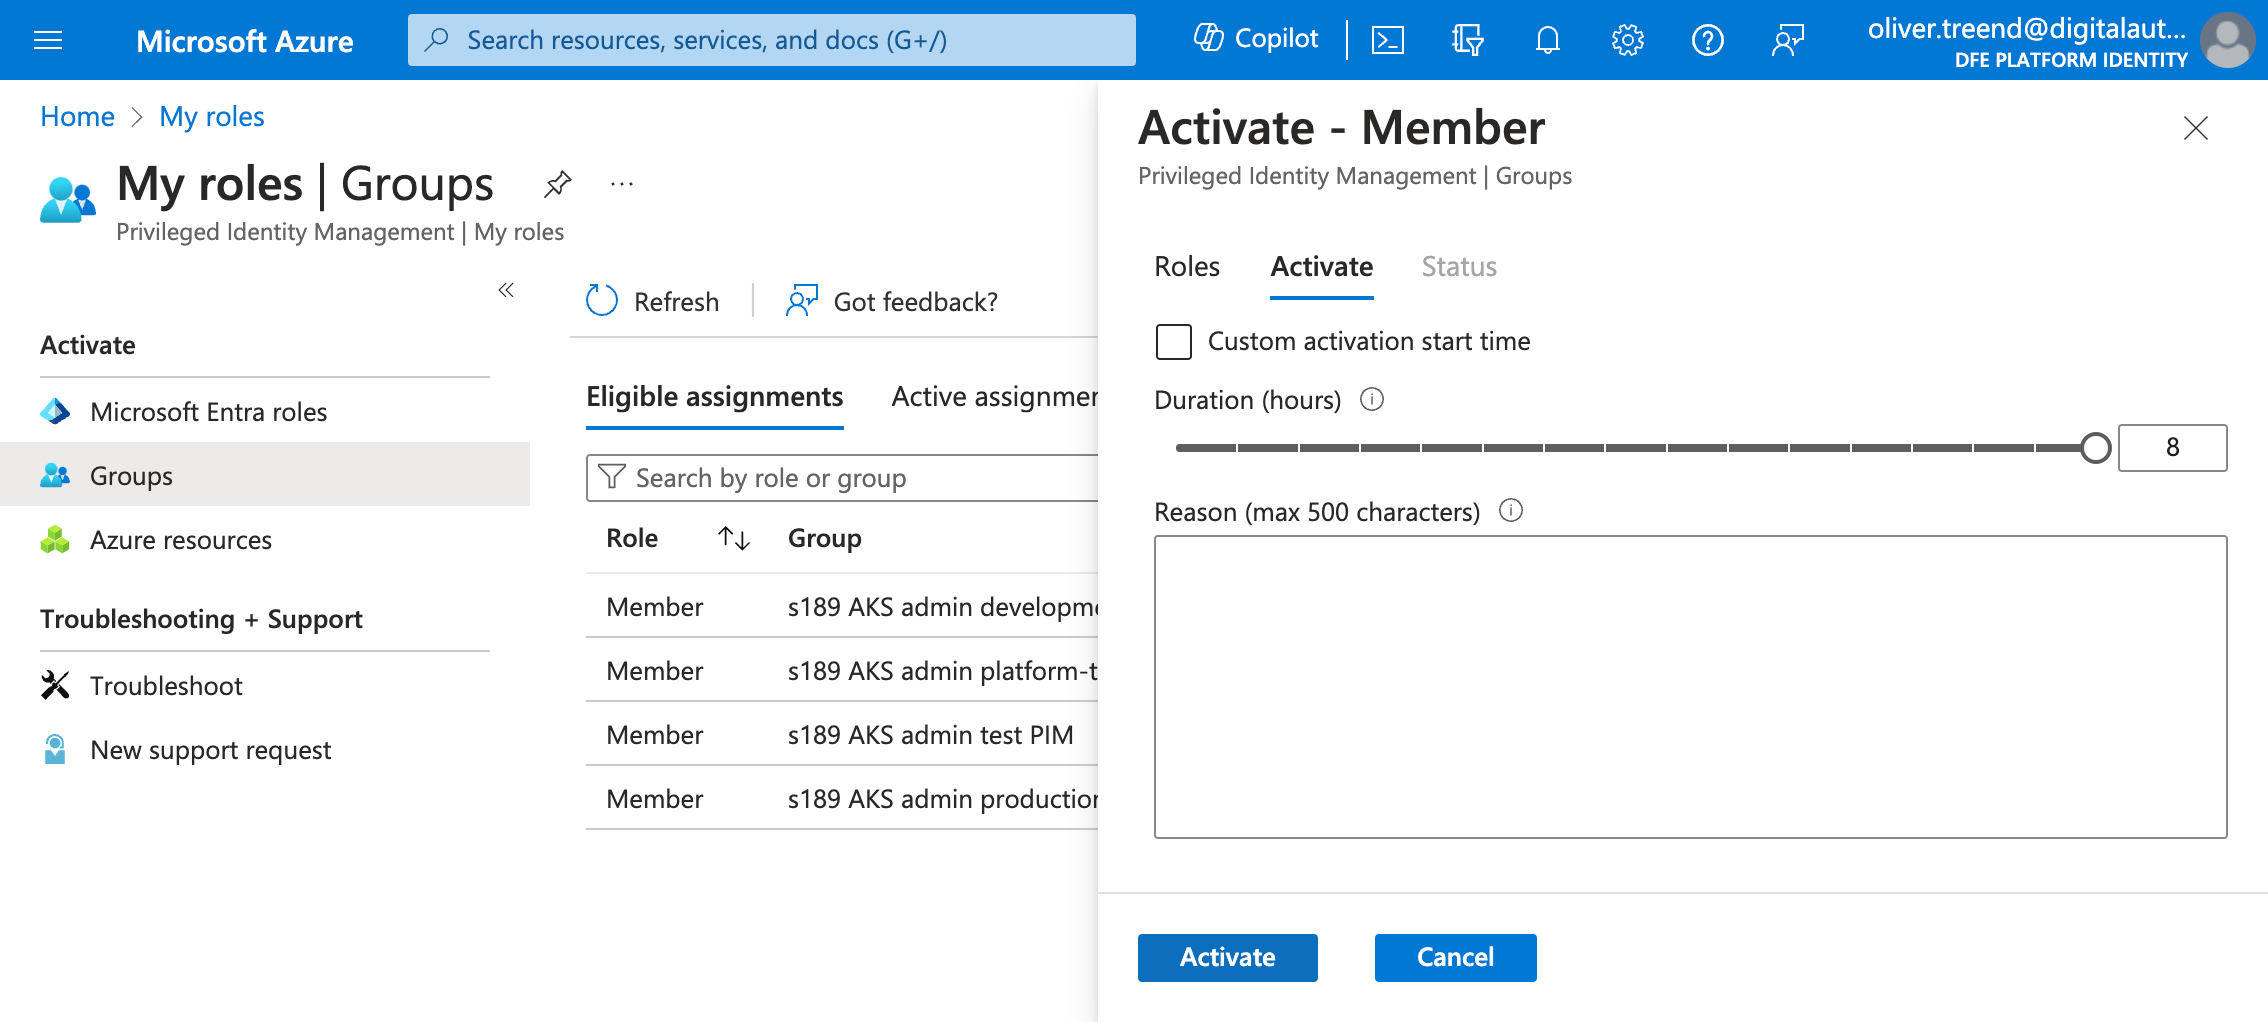 Microsoft Azure
Search resources, services, and docs (G+/)
Copilot
oliver.treend@digitalaut...
DFE PLATFORM IDENTITY
Home > My roles
My roles | Groups
...
Privileged Identity Management | My roles
«
Activate
Microsoft Entra roles
Groups
Azure resources
Troubleshooting + Support
Troubleshoot
New support request
Refresh
Got feedback?
Eligible assignments
Active
Search by role or group
Role Group
Member s189 AKS admin
Member s189 AKS admin
Member s189 AKS admin test PIM
Member s189 AKS admin
Activate - Member
Privileged Identity Management | Groups
Roles Activate Status
Custom activation start time
Duration (hours)
8
Reason (max 500 characters)
Activate
Cancel